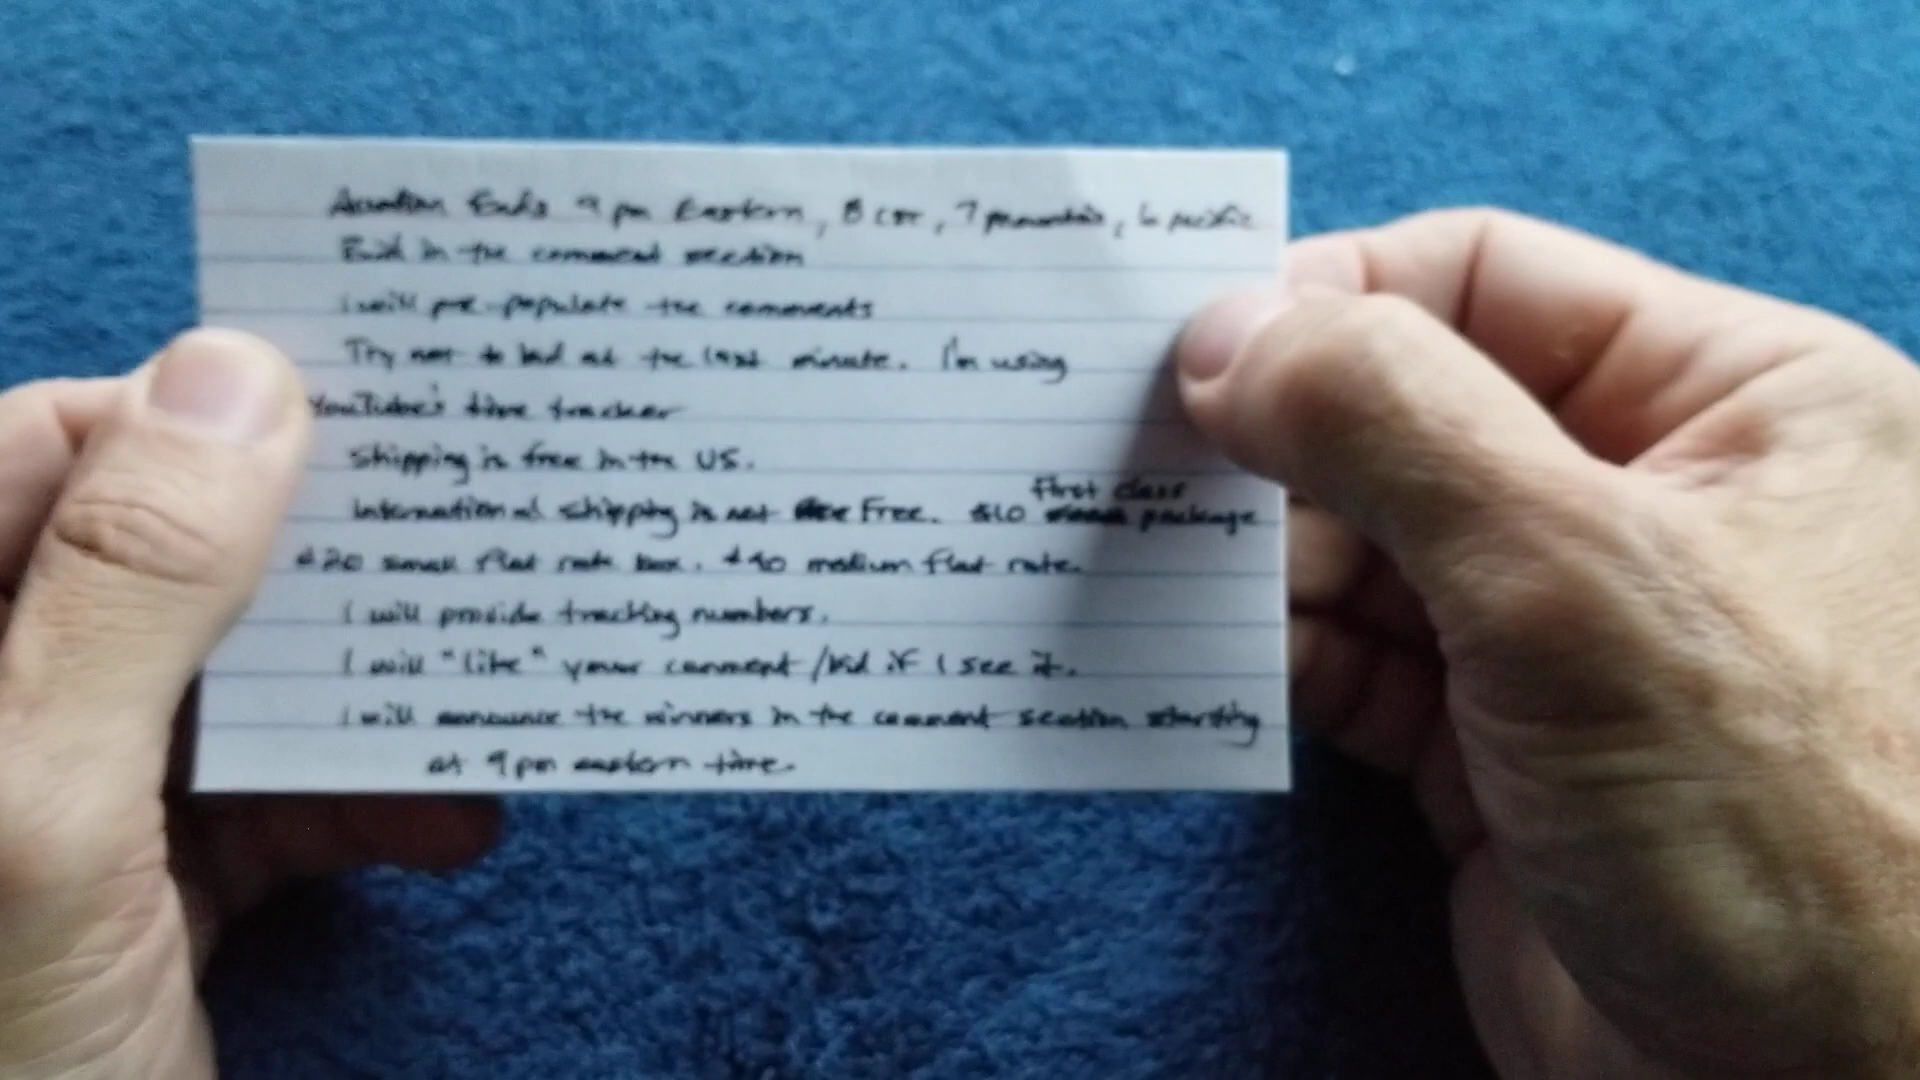 Auction Ends 9 pm Eastern, 8 CST, 7 mountain, 6 pacific
Bid in the comment section
I will pre-populate the comments
Try not to bid at the last minute. I'm using
YouTube's time tracker
Shipping is free in the US.
first class
International shipping is not Free. $10 package
$20 small flat rate box. $40 medium flat rate.
I will provide tracking numbers.
I will "like" your comment/bid if I see it.
I will announce the winners in the comment section starting
at 9pm eastern time.